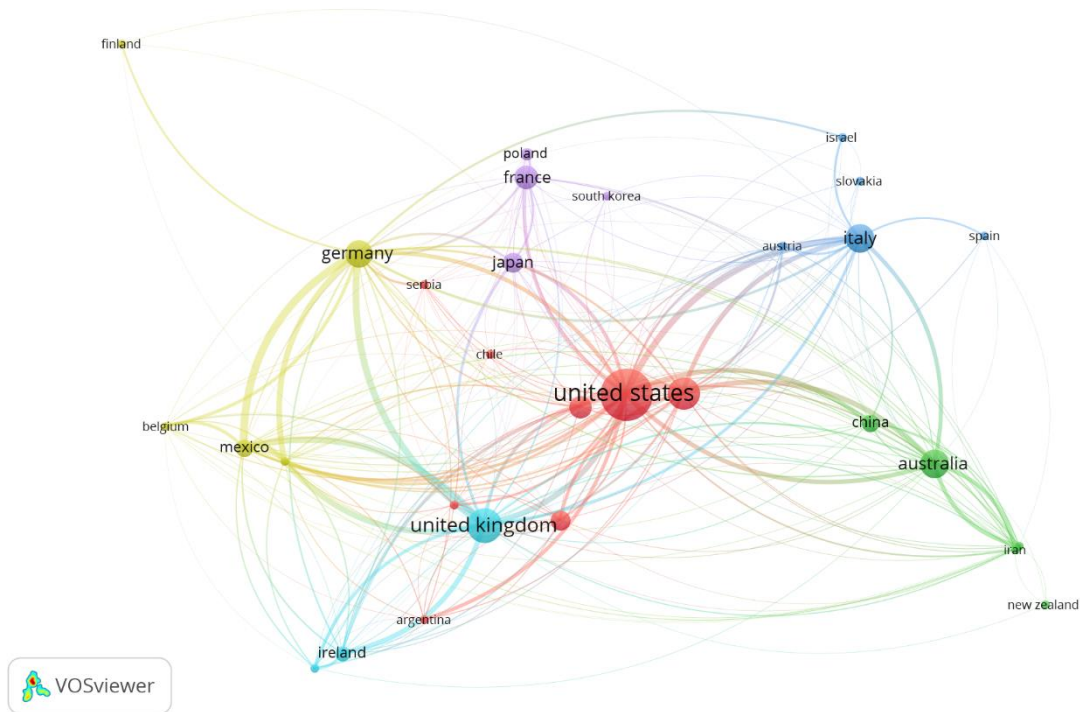 finland
israel
poland
france
slovakia
south korea
spain
italy
austria
germany
japan
serbia
chile
united states
china
belgium
mexico
australia
united kingdom
iran
new zealand
argentina
ireland
VOSviewer